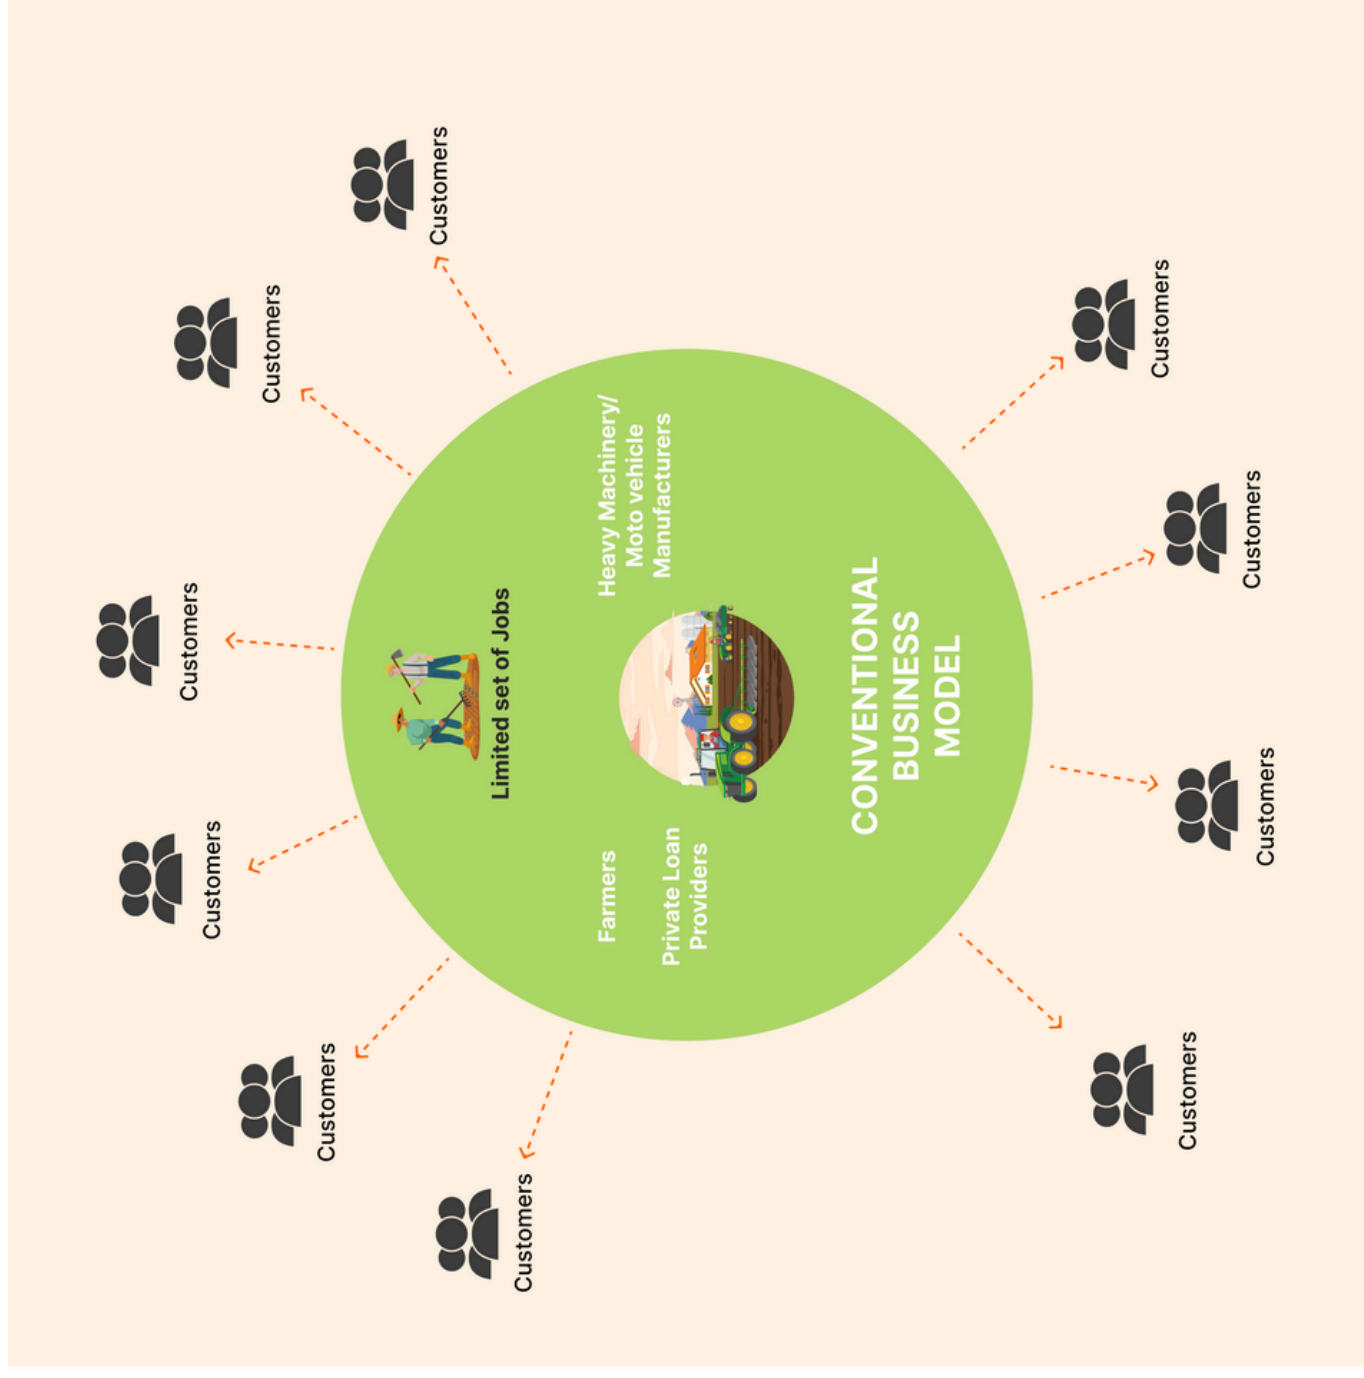 Customers
Customers
Customers
Customers
Customers
Limited set of Jobs
Customers
Farmers
Private Loan
Providers
Heavy Machinery/
Moto vehicle
Manufacturers
CONVENTIONAL
BUSINESS
MODEL
Customers
Customers
Customers
Customers